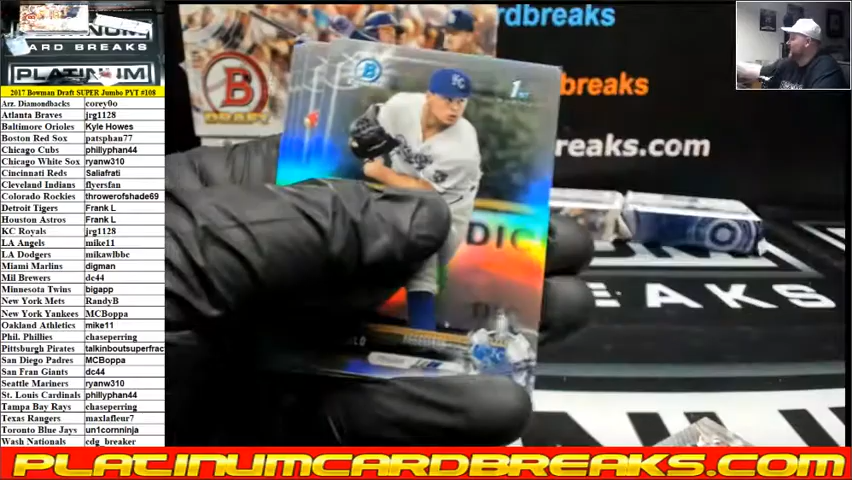 CARD BREAKS
PLATINUM
2017 Bowman Draft SUPER Jumbo PYT #108
Arz. Diamondbacks corey0o
Atlanta Braves jrg1128
Baltimore Orioles Kyle Howes
Boston Red Sox patsphan77
Chicago Cubs phillyphan44
Chicago White Sox ryanw310
Cincinnati Reds Saliafrati
Cleveland Indians flyersfan
Colorado Rockies throwerofshade69
Detroit Tigers Frank L
Houston Astros Frank L
KC Royals jrg1128
LA Angels mike11
LA Dodgers mikawlbbc
Miami Marlins digman
Mil Brewers dc44
Minnesota Twins bigapp
New York Mets RandyB
New York Yankees MCBoppa
Oakland Athletics mike11
Phil. Phillies chaseperring
Pittsburgh Pirates talkinboutsuperfrac
San Diego Padres MCBoppa
San Fran Giants dc44
Seattle Mariners ryanw310
St. Louis Cardinals phillyphan44
Tampa Bay Rays chaseperring
Texas Rangers maxlafleur7
Toronto Blue Jays un1cornninja
Wash Nationals cdg_breaker
B
DRAFT
B
KC
1st
rdbreaks
breaks
breaks.com
EAKS
PLATINUMCARDBREAKS.COM